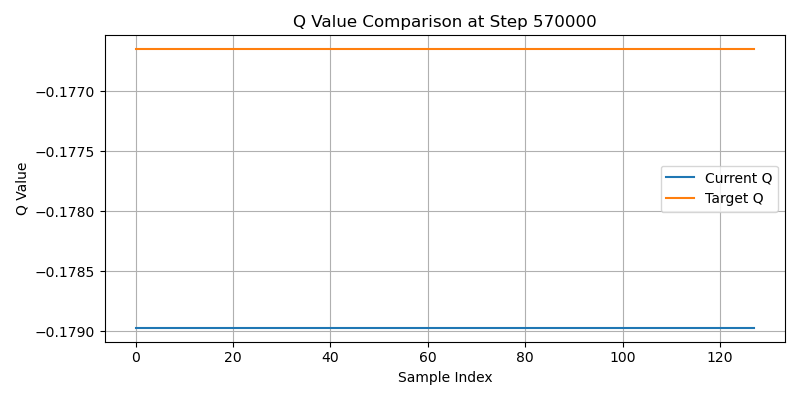 Q Value Comparison at Step 570000
−0.1770
−0.1775
−0.1780
−0.1785
−0.1790
Q Value
Current Q
Target Q
0 20 40 60 80 100 120
Sample Index